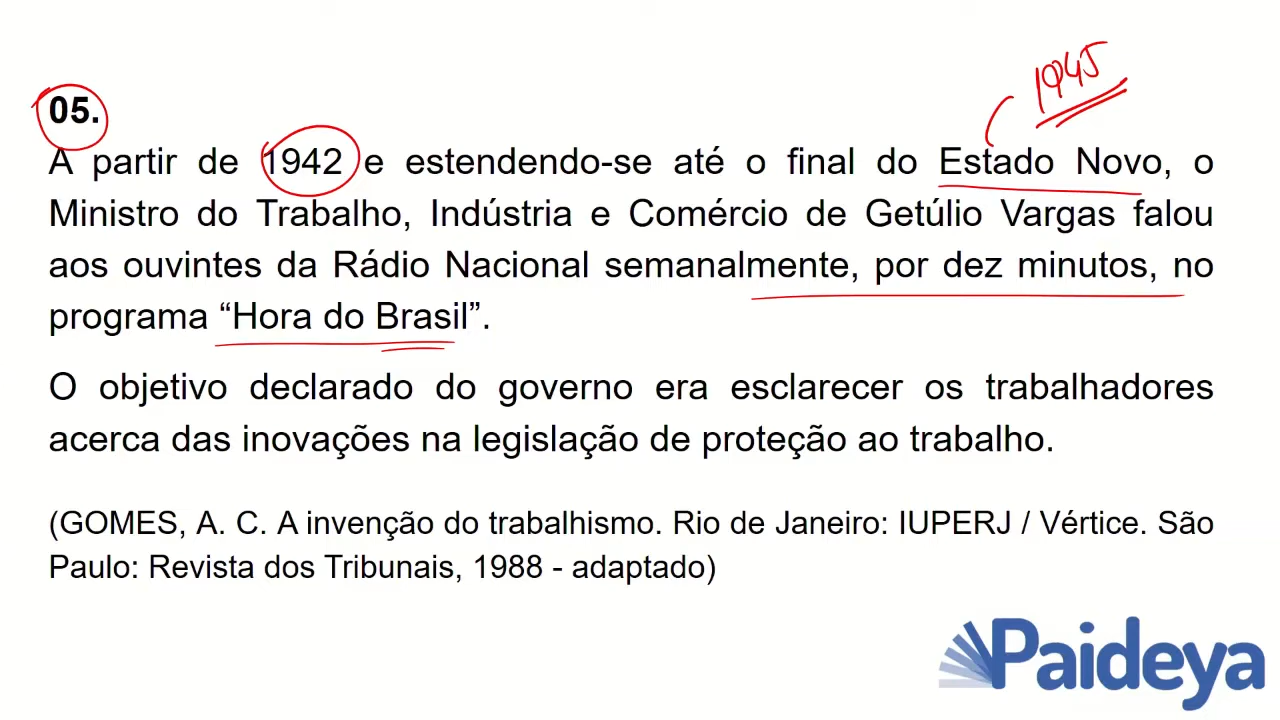 1945
05.
A partir de 1942 e estendendo-se até o final do Estado Novo, o
Ministro do Trabalho, Indústria e Comércio de Getúlio Vargas falou
aos ouvintes da Rádio Nacional semanalmente, por dez minutos, no
programa “Hora do Brasil”.
O objetivo declarado do governo era esclarecer os trabalhadores
acerca das inovações na legislação de proteção ao trabalho.
(GOMES, A. C. A invenção do trabalhismo. Rio de Janeiro: IUPERJ / Vértice. São
Paulo: Revista dos Tribunais, 1988 - adaptado)
Paideya